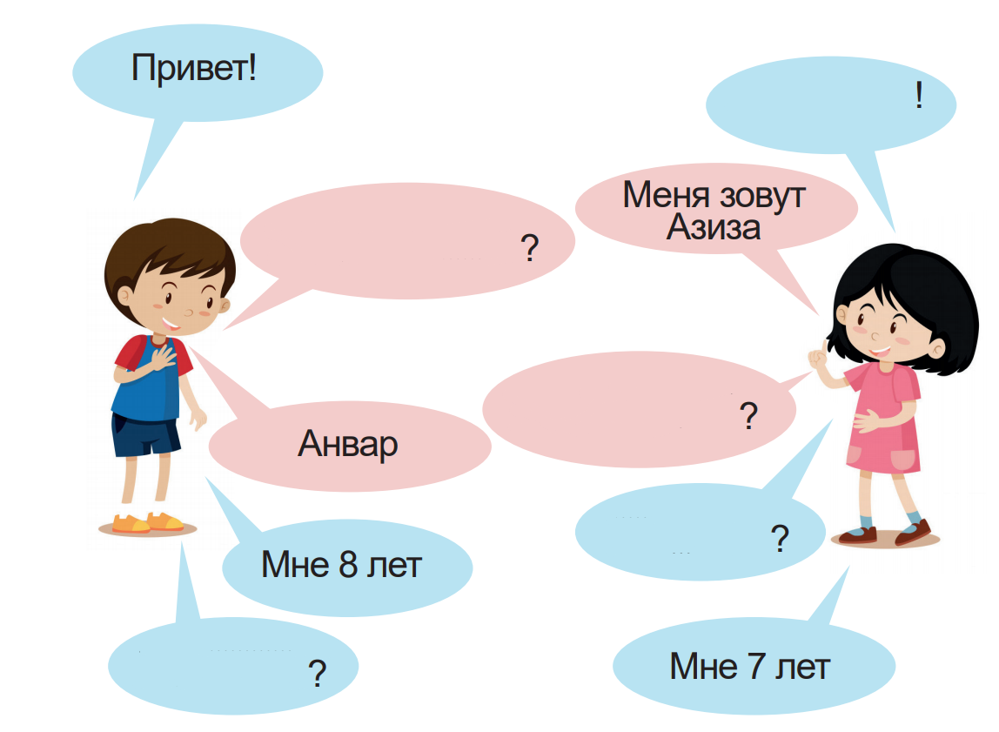 Привет!
!
Меня зовут
Азиза
?
?
Анвар
?
Мне 8 лет
?
Мне 7 лет